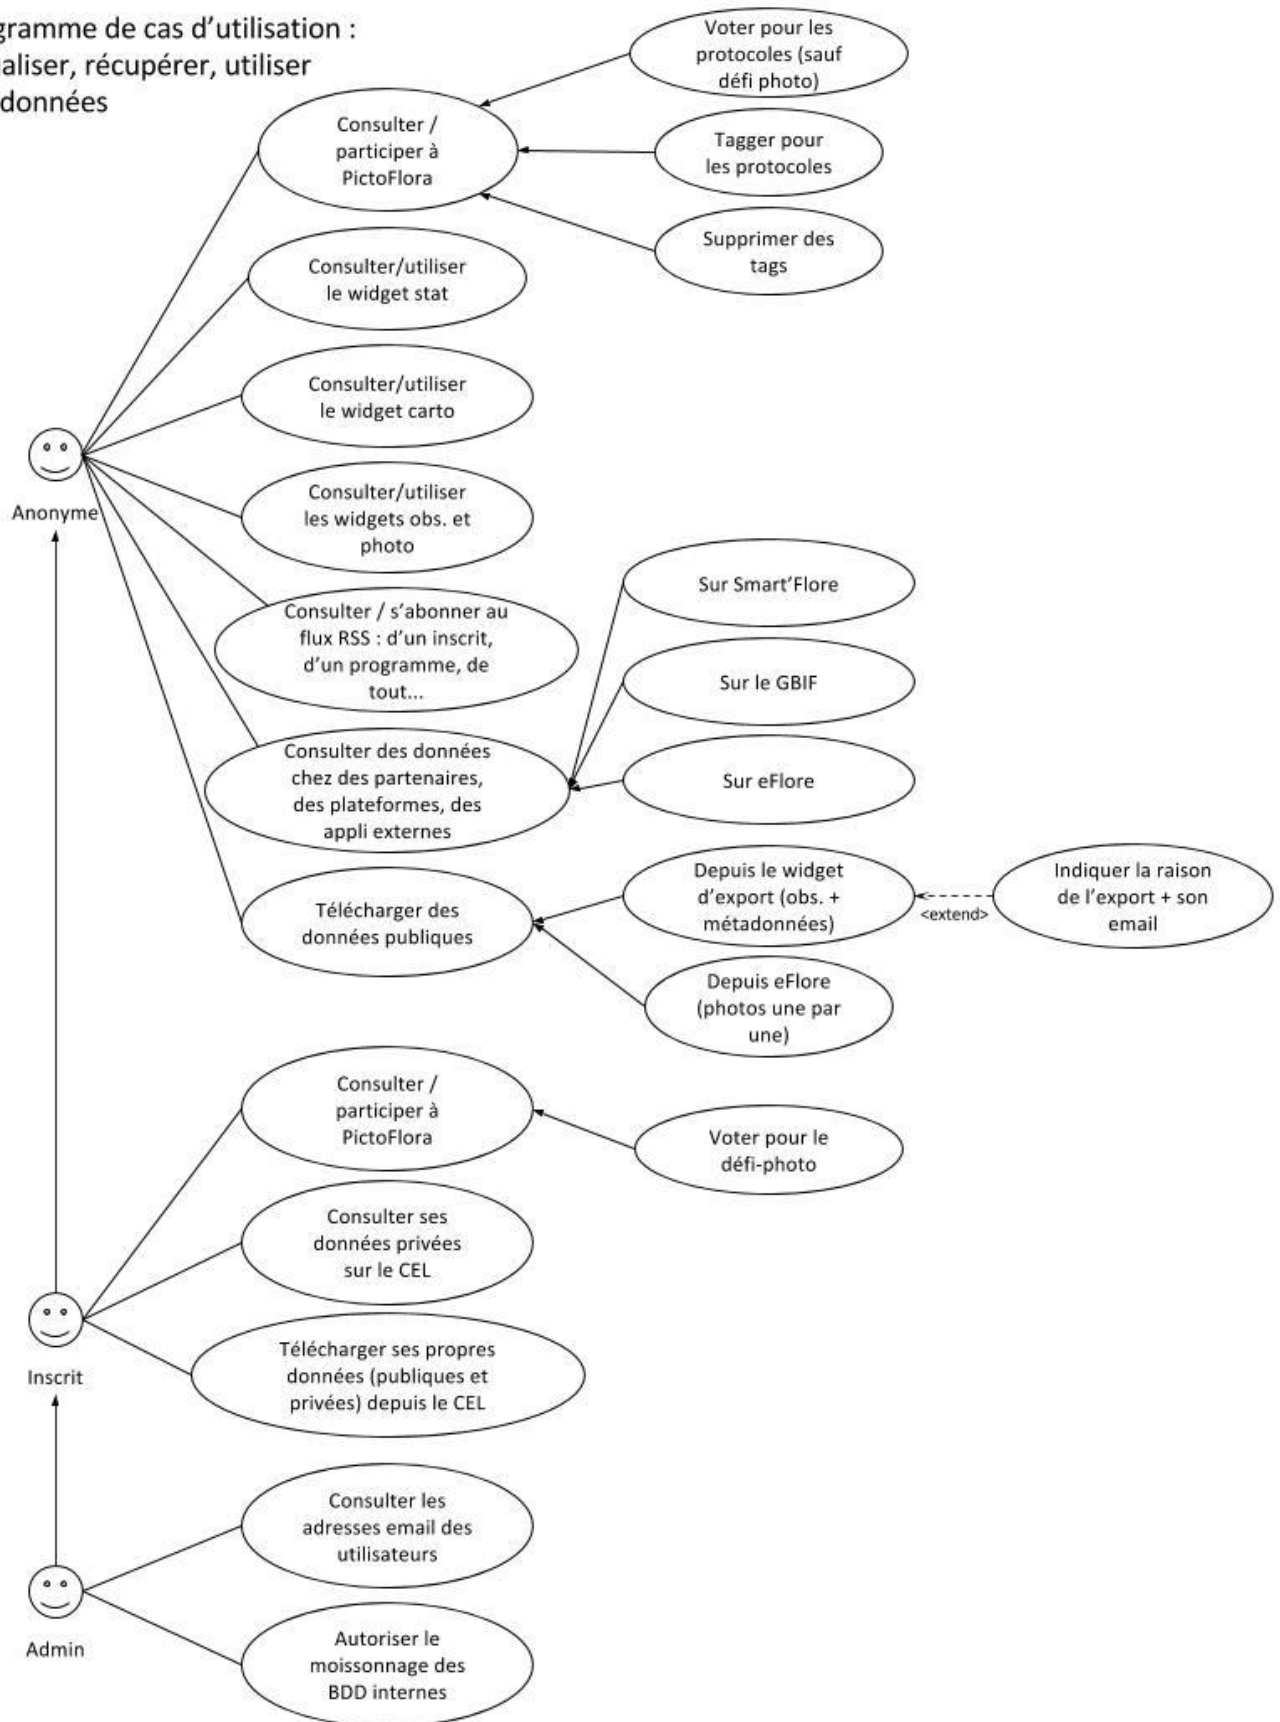 gramme de cas d’utilisation :
aliser, récupérer, utiliser
données
Voter pour les
protocoles (sauf
défi photo)
Consulter /
participer à
PictoFlora
Tagger pour
les protocoles
Supprimer des
tags
Consulter/utiliser
le widget stat
Consulter/utiliser
le widget carto
Anonyme
Consulter/utiliser
les widgets obs. et
photo
Consulter / s’abonner au
flux RSS : d’un inscrit,
d’un programme, de
tout...
Sur Smart’Flore
Sur le GBIF
Sur eFlore
Consulter des données
chez des partenaires,
des plateformes, des
appli externes
Télécharger des
données publiques
Depuis le widget
d’export (obs. +
métadonnées)
<extend>
Indiquer la raison
de l’export + son
email
Depuis eFlore
(photos une par
une)
Consulter /
participer à
PictoFlora
Voter pour le
défi-photo
Consulter ses
données privées
sur le CEL
Inscrit
Télécharger ses propres
données (publiques et
privées) depuis le CEL
Consulter les
adresses email des
utilisateurs
Admin
Autoriser le
moissonnage des
BDD internes